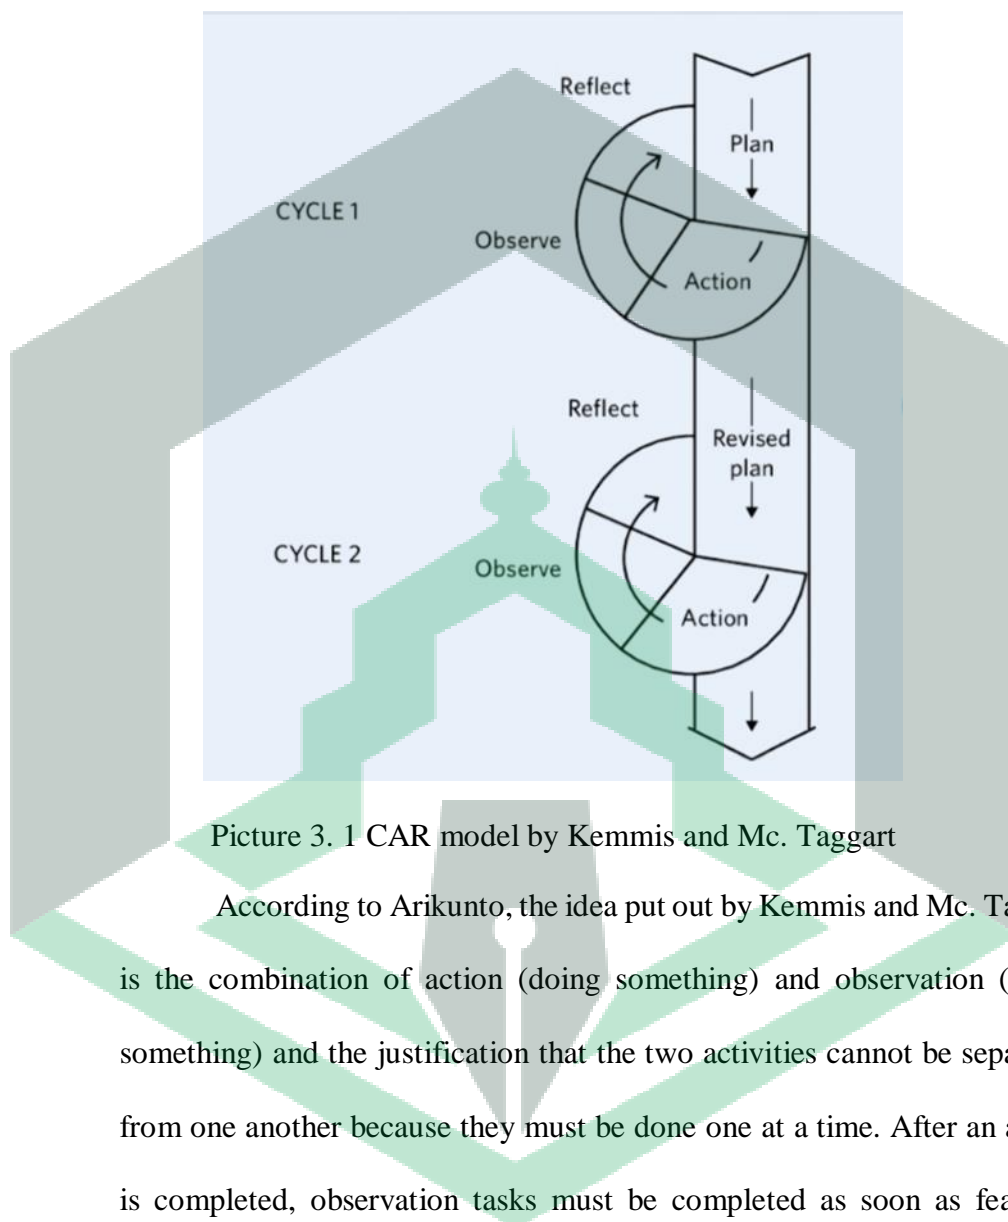 Reflect
Plan
CYCLE 1
Observe
Action
Reflect
Revised
plan
CYCLE 2
Observe
Action
Picture 3. 1 CAR model by Kemmis and Mc. Taggart
According to Arikunto, the idea put out by Kemmis and Mc.
is the combination of action (doing something) and observation (
something) and the justification that the two activities cannot be
from one another because they must be done one at a time. After an
is completed, observation tasks must be completed as soon as